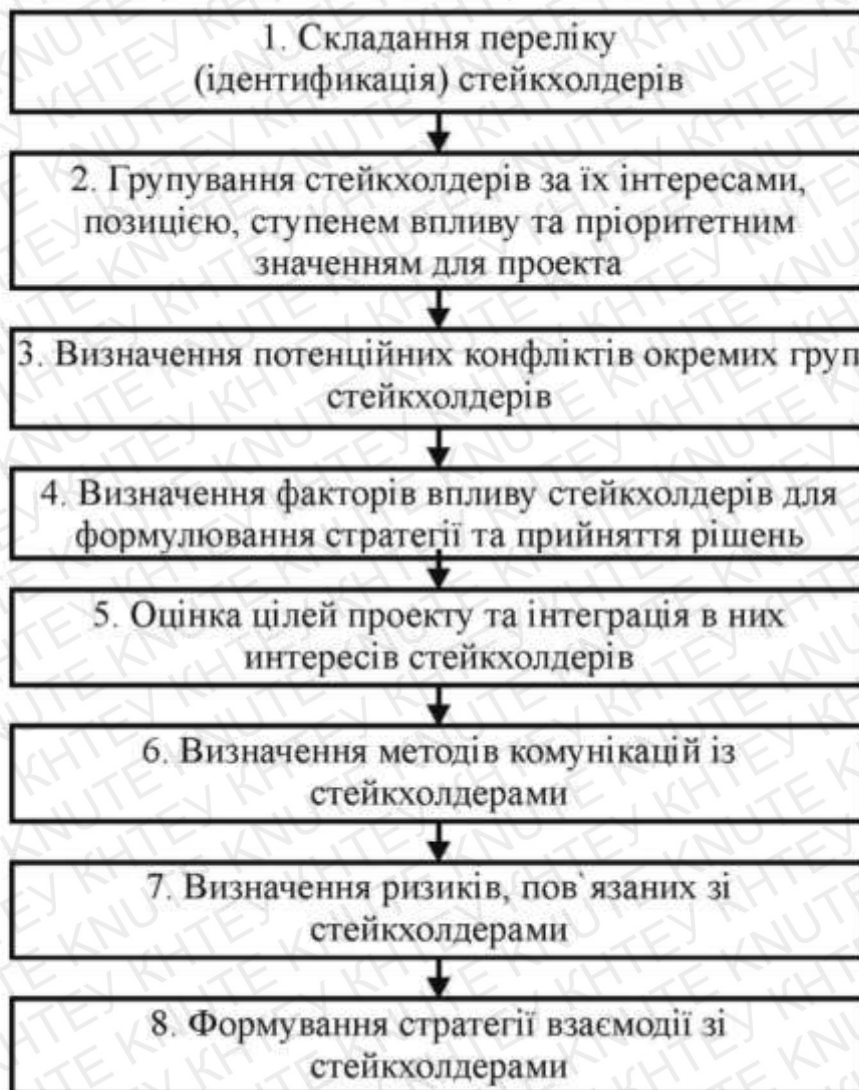 1. Складання переліку
(ідентифікація) стейкхолдерів
2. Групування стейкхолдерів за їх інтересами,
позицією, ступенем впливу та пріоритетним
значенням для проекта
3. Визначення потенційних конфліктів окремих груп
стейкхолдерів
4. Визначення факторів впливу стейкхолдерів для
формулювання стратегії та прийняття рішень
5. Оцінка цілей проекту та інтеграція в них
интересів стейкхолдерів
6. Визначення методів комунікацій із
стейкхолдерами
7. Визначення ризиків, пов`язаних зі
стейкхолдерами
8. Формування стратегії взаємодії зі
стейкхолдерами